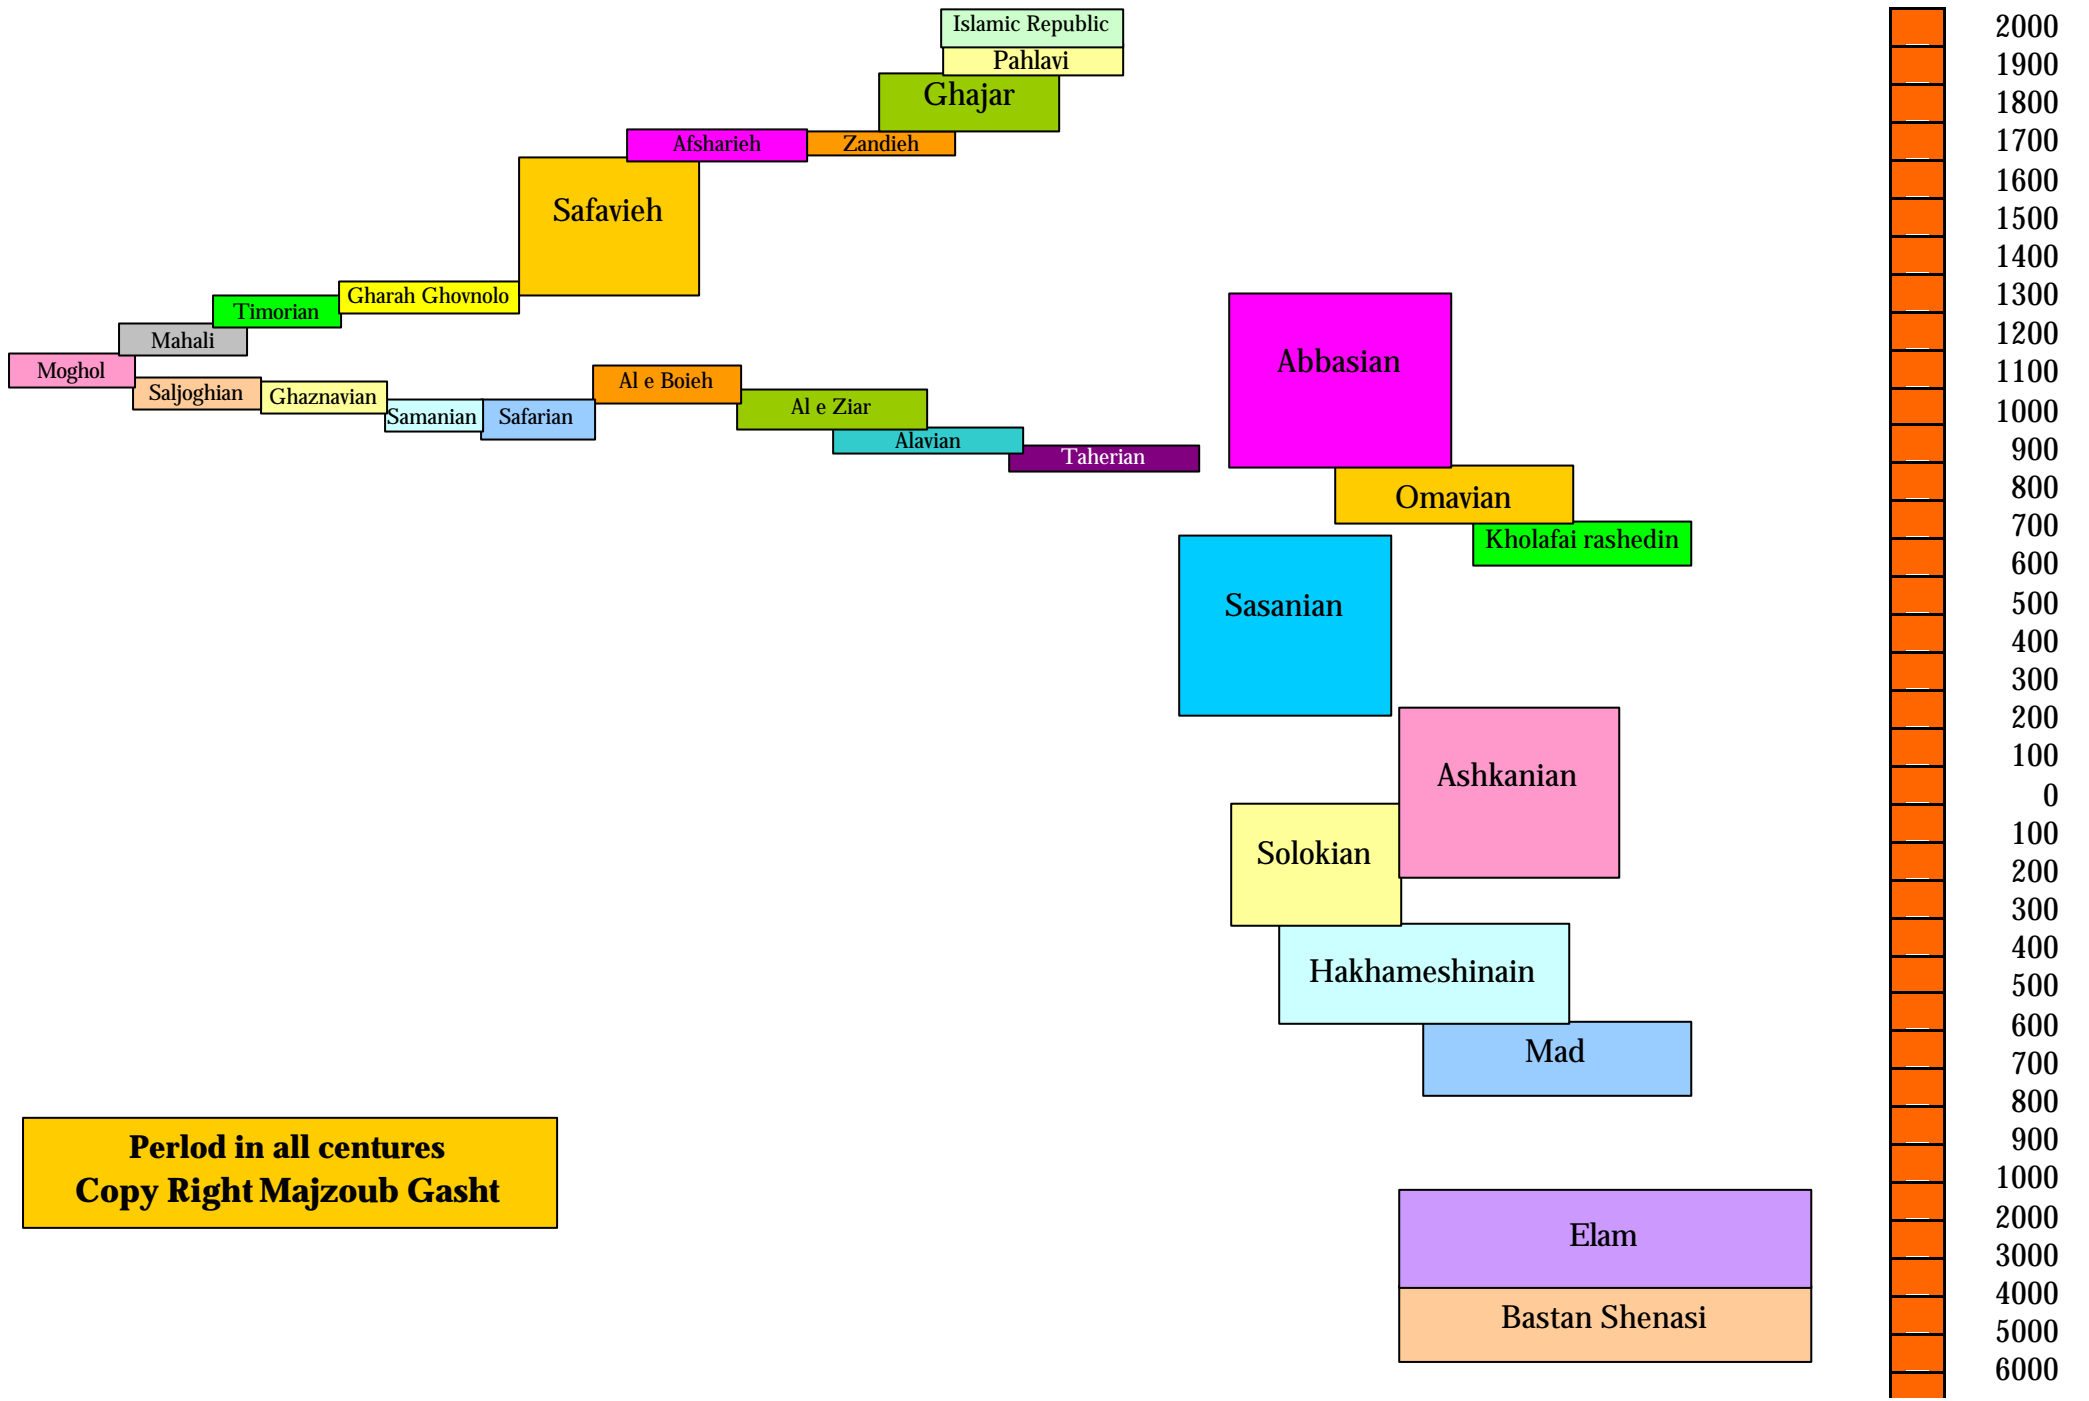 Islamic Republic
Pahlavi
Ghajar
Afsharieh
Zandieh
Safavieh
Gharah Ghovnolo
Timorian
Mahali
Moghol
Saljoghian
Ghaznavian
Samanian
Safarian
Al e Boieh
Al e Ziar
Alavian
Taherian
Abbasian
Omavian
Kholafai rashedin
Sasanian
Ashkanian
Solokian
Hakhameshinain
Mad
Elam
Bastan Shenasi
Perlod in all centures
Copy Right Majzoub Gasht
2000
1900
1800
1700
1600
1500
1400
1300
1200
1100
1000
900
800
700
600
500
400
300
200
100
0
100
200
300
400
500
600
700
800
900
1000
2000
3000
4000
5000
6000